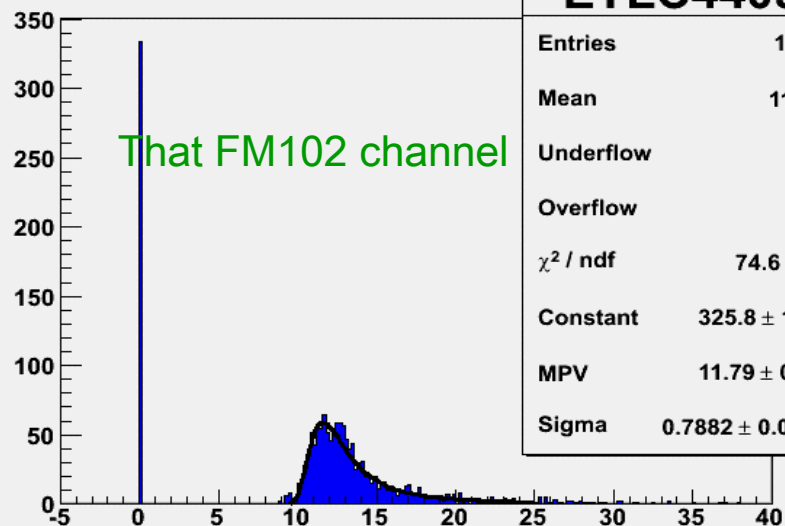 350
300
250
200
150
100
50
0
-5 0 5 10 15 20 25 30 35 40
That FM102 channel
Entries 1
Mean 11
Underflow
Overflow
χ² / ndf 74.6
Constant 325.8 ±
MPV 11.79 ±
Sigma 0.7882 ± 0.0